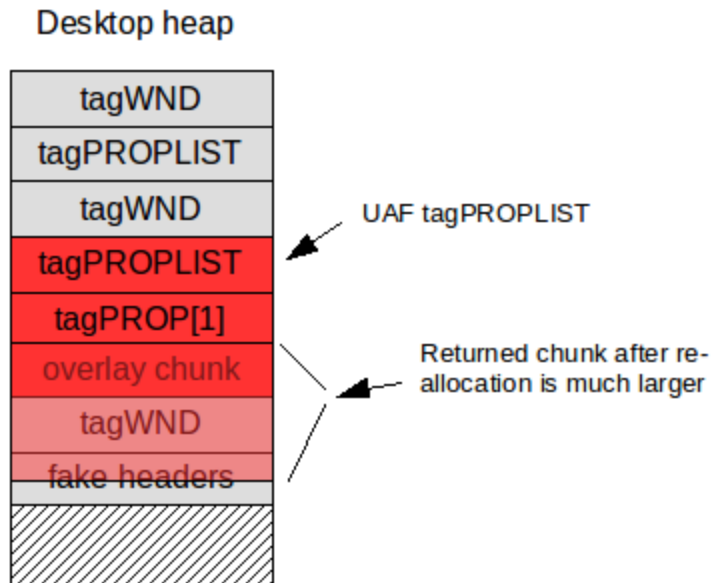 Desktop heap
tagWND
tagPROPLIST
tagWND
UAF tagPROPLIST
tagPROPLIST
tagPROP[1]
overlay chunk
Returned chunk after re-
allocation is much larger
tagWND
fake headers